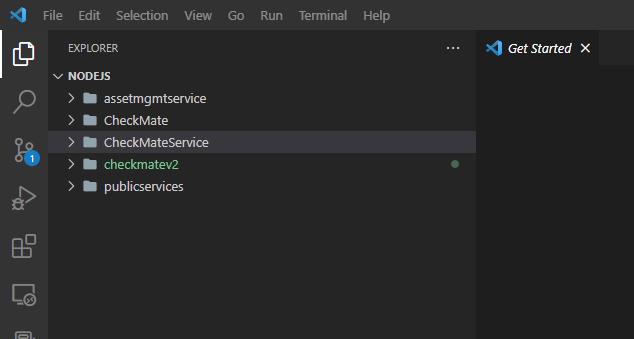 File Edit Selection View Go Run Terminal Help
EXPLORER
Get Started
NODEJS
assetmgmtservice
CheckMate
CheckMateService
1
checkmatev2
publicservices